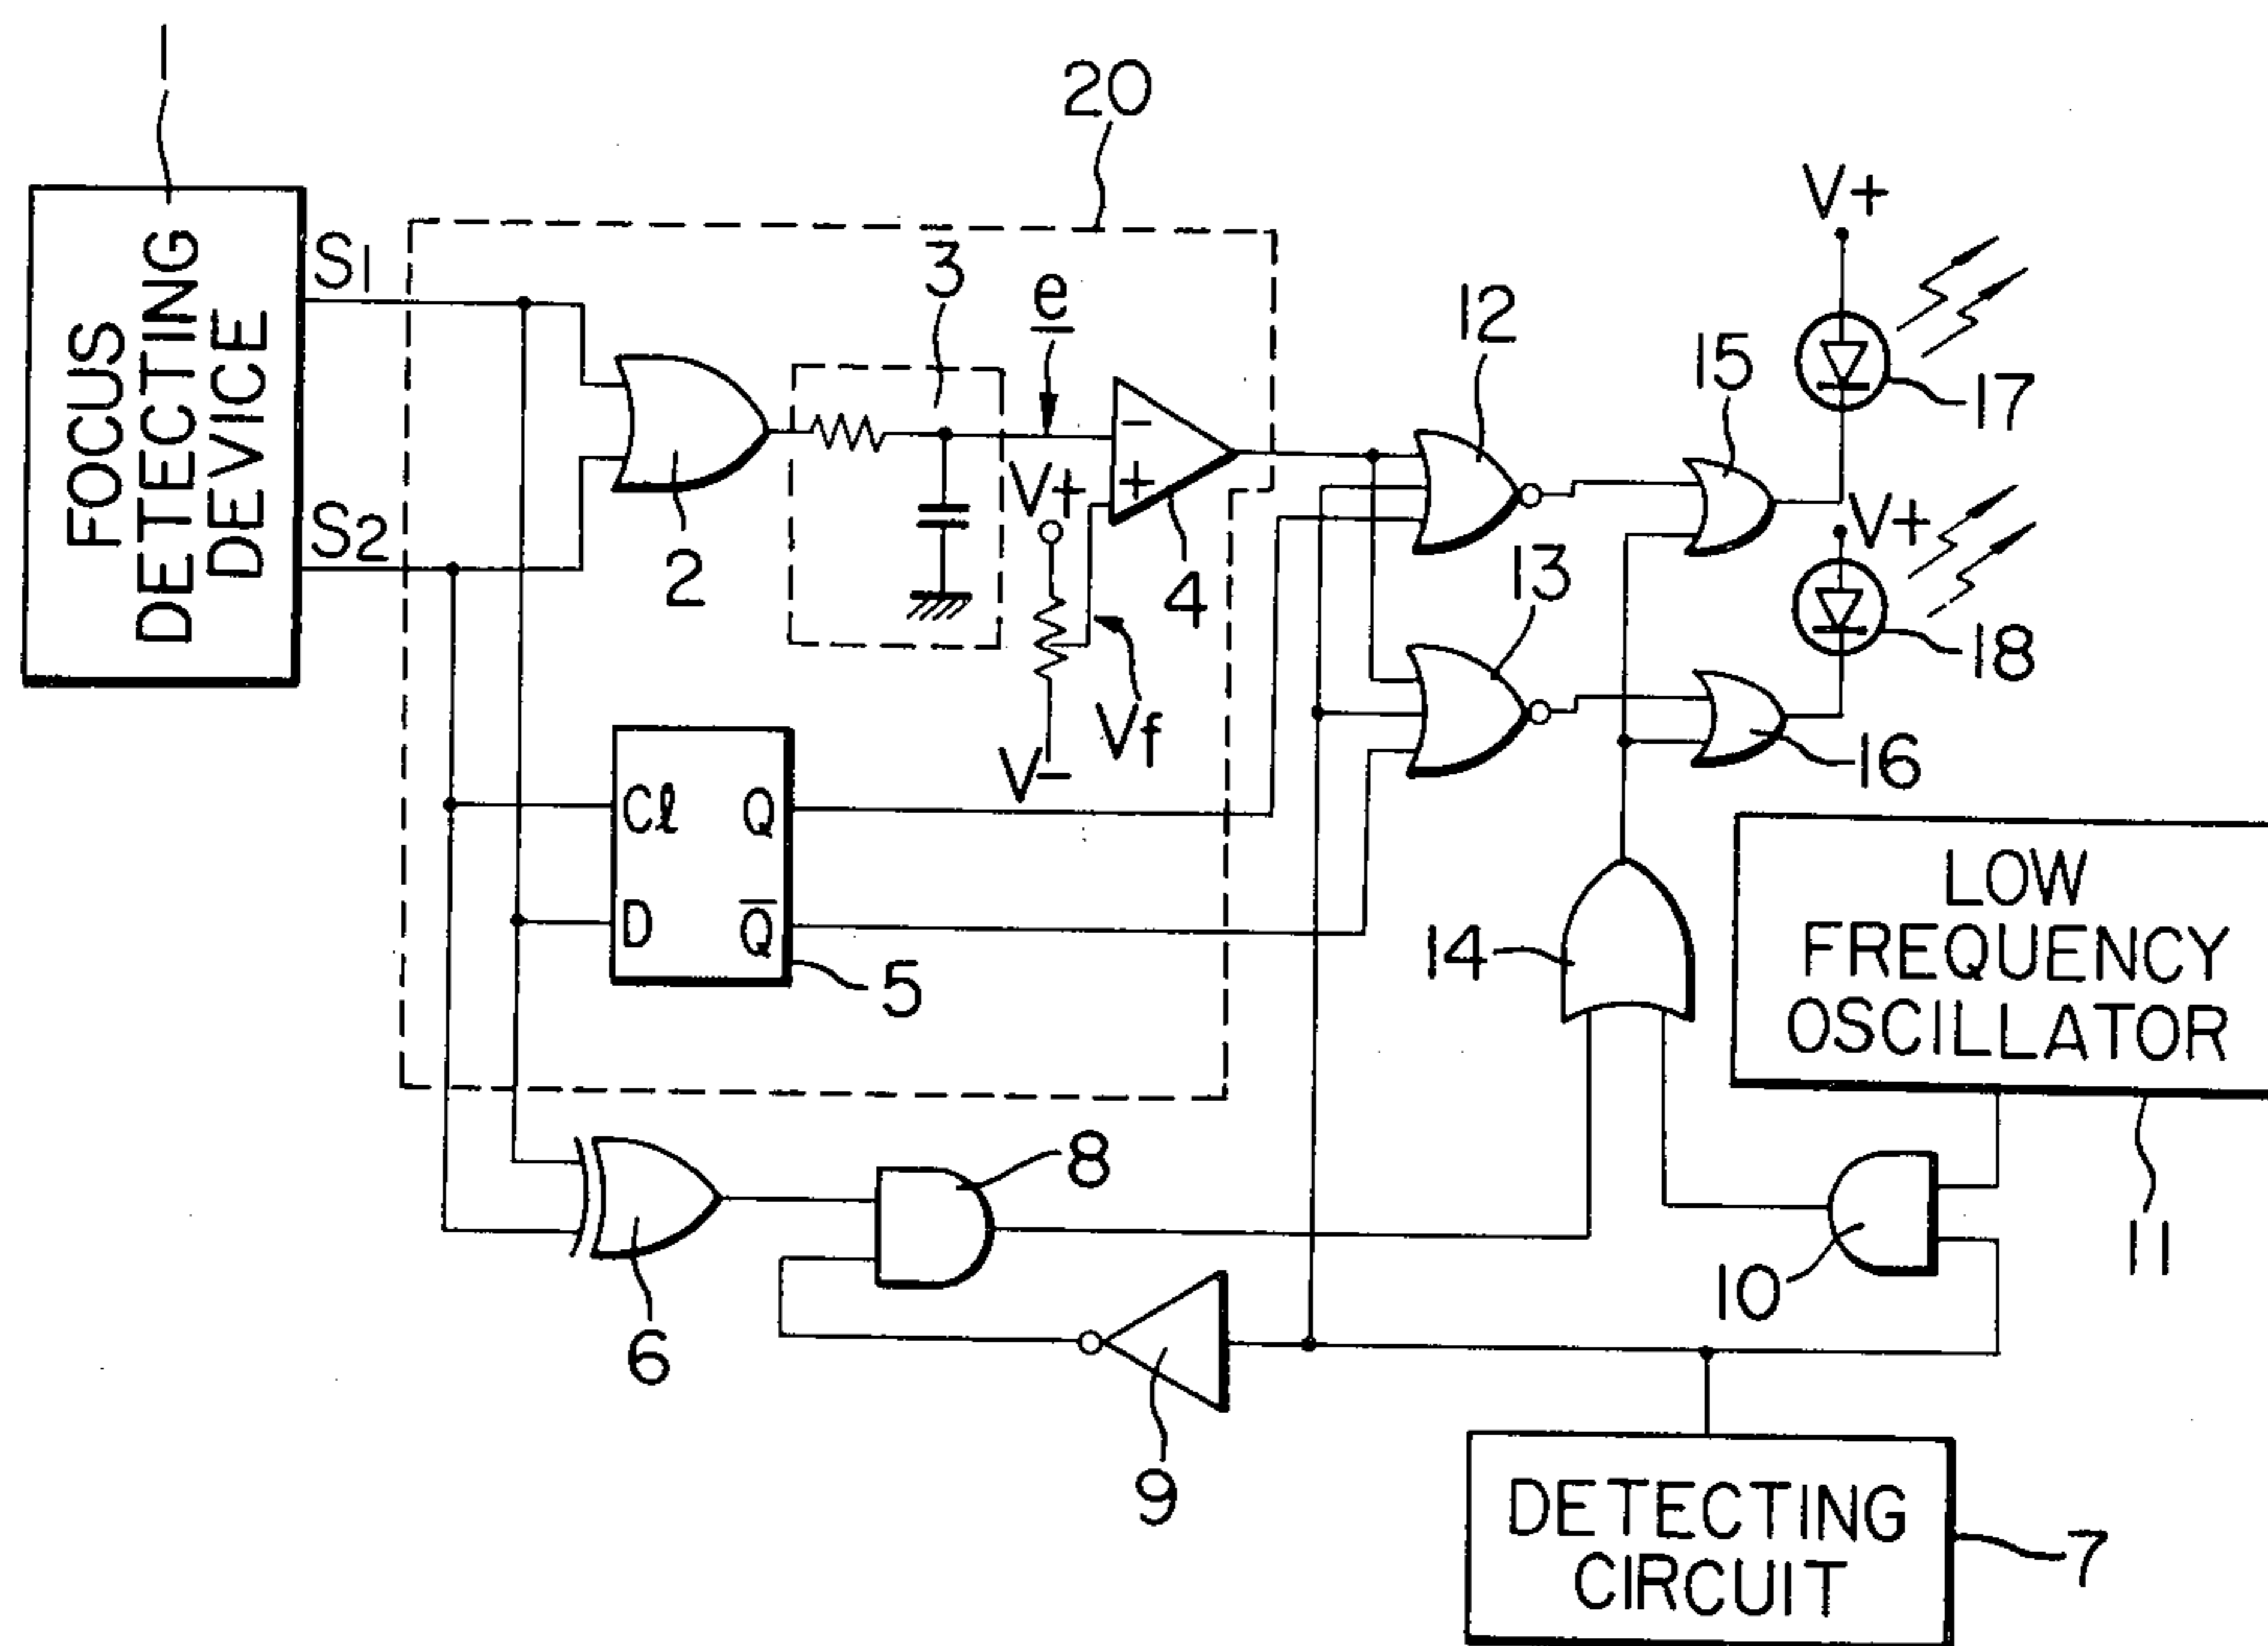 1
20
FOCUS
DETECTING
DEVICE
S1
S2
2
3
e
V+
V-
Vf
4
Cl Q
D Q̅
5
12
13
V+
15
17
V+
18
16
14
LOW
FREQUENCY
OSCILLATOR
11
10
6
8
9
DETECTING
CIRCUIT
7
-
+